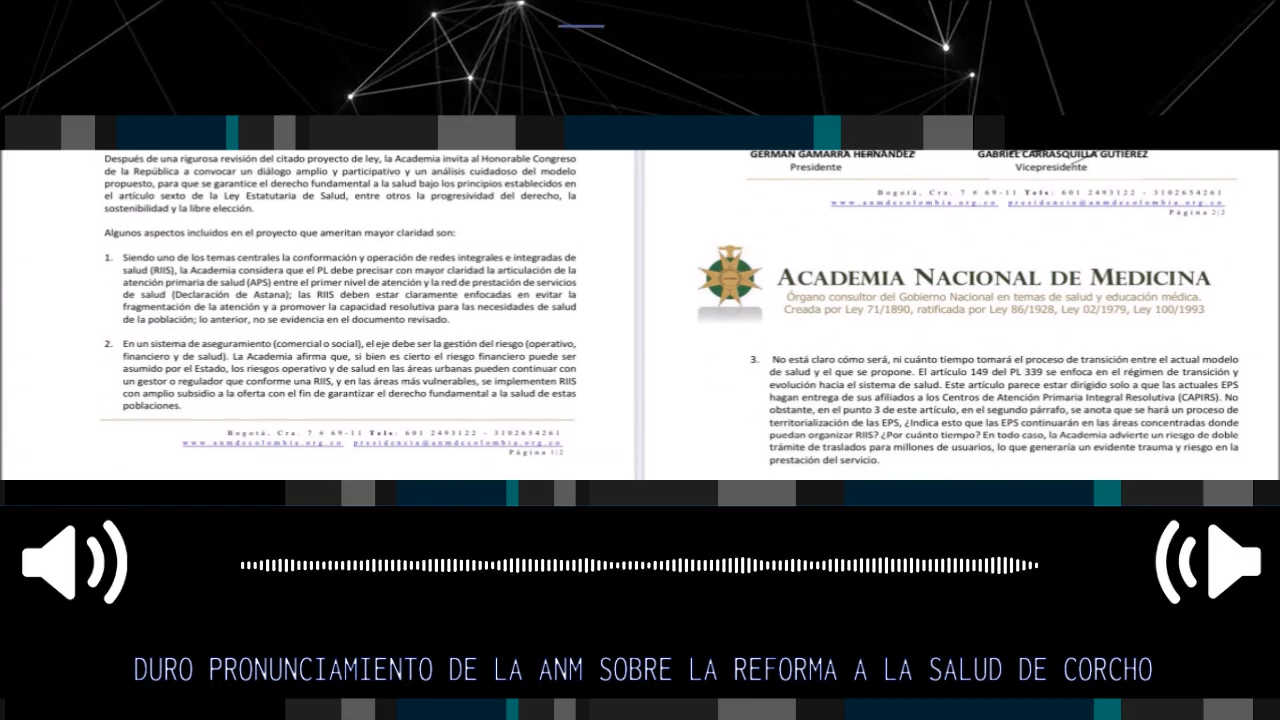 Después de una rigurosa revisión del citado proyecto de ley, la Academia invita al Honorable Congreso
de la República a convocar un diálogo amplio y participativo y un análisis cuidadoso del modelo
propuesto, para que se garantice el derecho fundamental a la salud bajo los principios establecidos en
el artículo sexto de la Ley Estatutaria de Salud, entre otros la progresividad del derecho, la
sostenibilidad y la libre elección.
Algunos aspectos incluidos en el proyecto que ameritan mayor claridad son:
1. Siendo uno de los temas centrales la conformación y operación de redes integrales e integradas de
salud (RIIS), la Academia considera que el PL debe precisar con mayor claridad la articulación de la
atención primaria de salud (APS) entre el primer nivel de atención y la red de prestación de servicios
de salud (Declaración de Astana); las RIIS deben estar claramente enfocadas en evitar la
fragmentación de la atención y a promover la capacidad resolutiva para las necesidades de salud
de la población; lo anterior, no se evidencia en el documento revisado.
2. En un sistema de aseguramiento (comercial o social), el eje debe ser la gestión del riesgo (operativo,
financiero y de salud). La Academia afirma que, si bien es cierto el riesgo financiero puede ser
asumido por el Estado, los riesgos operativo y de salud en las áreas urbanas pueden continuar con
un gestor o regulador que conforme una RIIS, y en las áreas más vulnerables, se implementen RIIS
con amplio subsidio a la oferta con el fin de garantizar el derecho fundamental a la salud de estas
poblaciones.
Bogotá, Cra. 7 # 69-11 Tels: 601 2493122 - 3102654261
www.anmdecolombia.org.co presidencia@anmdecolombia.org.co
Página 1|2
GERMÁN GAMARRA HERNÁNDEZ GABRIEL CARRASQUILLA GUTIÉREZ
Presidente Vicepresidente
Bogotá, Cra. 7 # 69-11 Tels: 601 2493122 - 3102654261
www.anmdecolombia.org.co presidencia@anmdecolombia.org.co
Página 2|2
ACADEMIA NACIONAL DE MEDICINA
Órgano consultor del Gobierno Nacional en temas de salud y educación médica.
Creada por Ley 71/1890, ratificada por Ley 86/1928, Ley 02/1979, Ley 100/1993
3. No está claro cómo será, ni cuánto tiempo tomará el proceso de transición entre el actual modelo
de salud y el que se propone. El artículo 149 del PL 339 se enfoca en el régimen de transición y
evolución hacia el sistema de salud. Este artículo parece estar dirigido solo a que las actuales EPS
hagan entrega de sus afiliados a los Centros de Atención Primaria Integral Resolutiva (CAPIRS). No
obstante, en el punto 3 de este artículo, en el segundo párrafo, se anota que se hará un proceso de
territorialización de las EPS, ¿Indica esto que las EPS continuarán en las áreas concentradas donde
puedan organizar RIIS? ¿Por cuánto tiempo? En todo caso, la Academia advierte un riesgo de doble
trámite de traslados para millones de usuarios, lo que generaría un evidente trauma y riesgo en la
prestación del servicio.
DURO PRONUNCIAMIENTO DE LA ANM SOBRE LA REFORMA A LA SALUD DE CORCHO